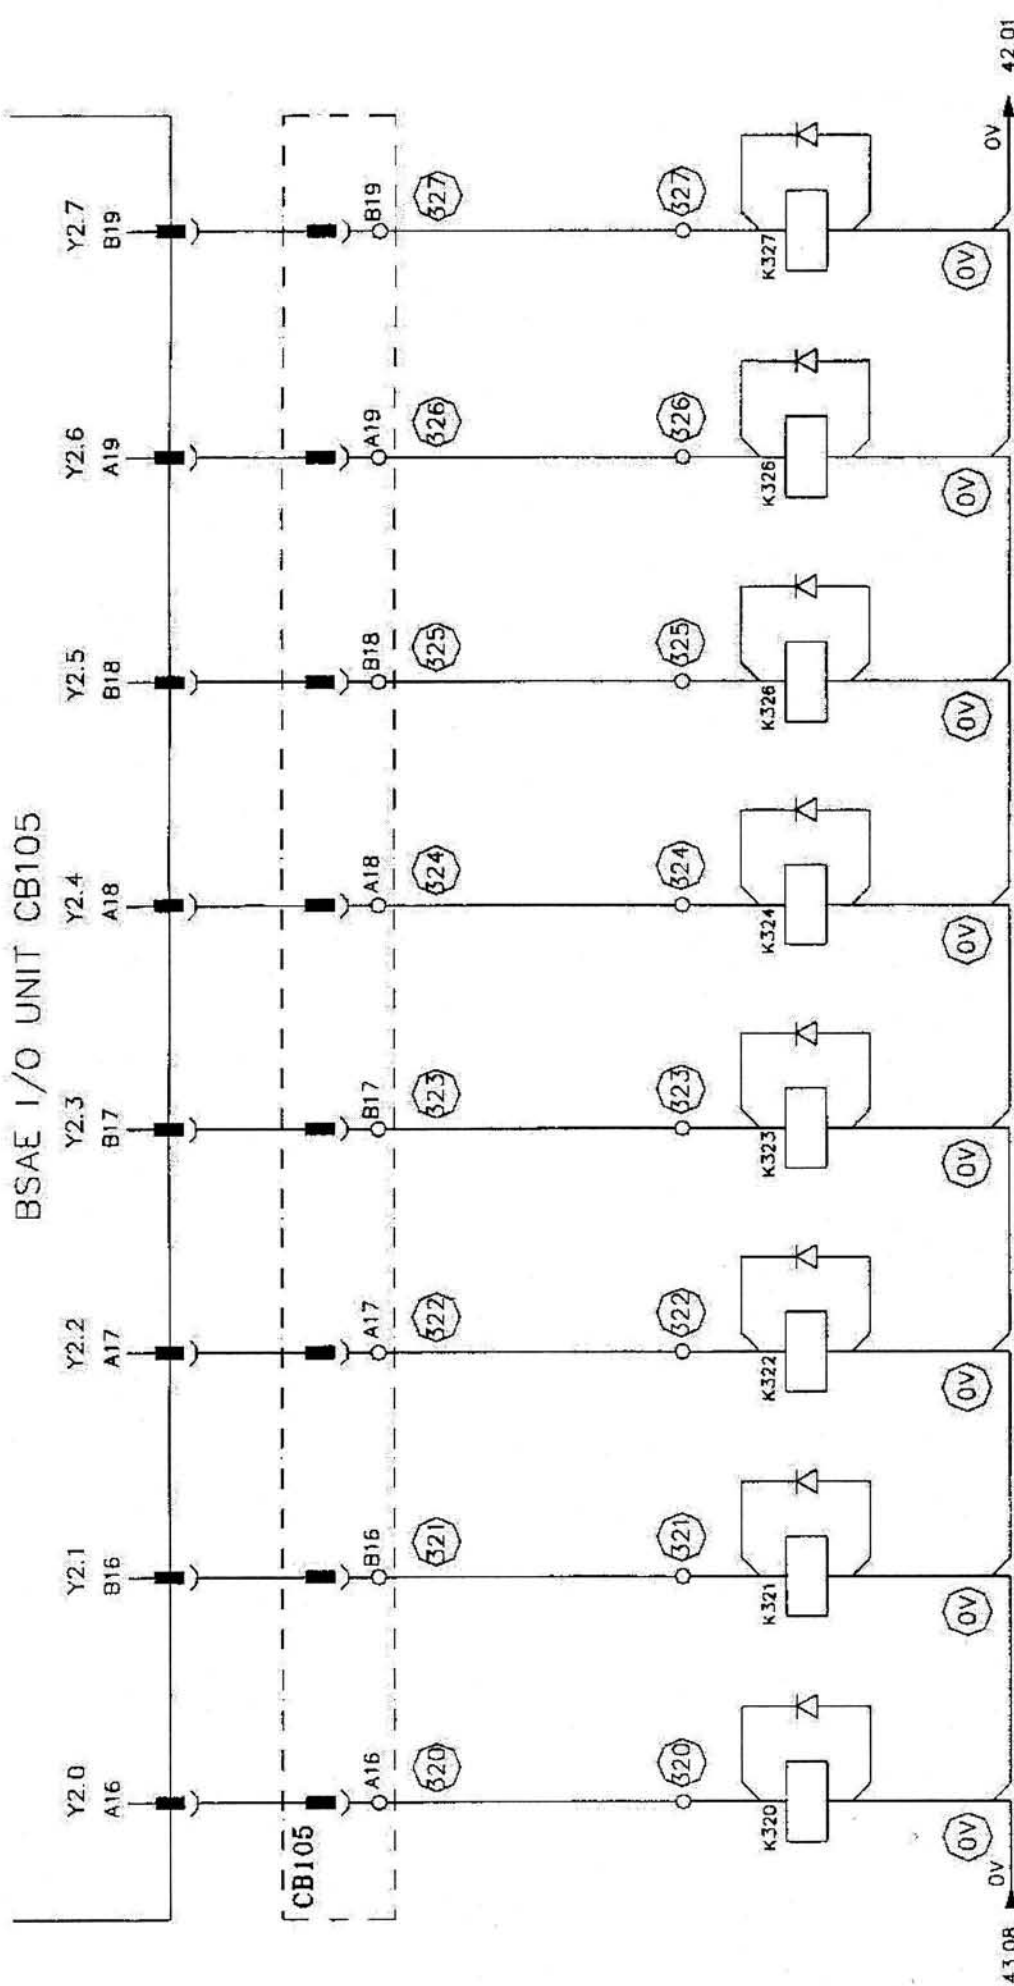 BSAE I/O UNIT CB105
Y2.0 Y2.1 Y2.2 Y2.3 Y2.4 Y2.5 Y2.6 Y2.7
A16 B16 A17 B17 A18 B18 A19 B19
CB105
A16 B16 A17 B17 A18 B18 A19 B19
320 321 322 323 324 325 326 327
320 321 322 323 324 325 326 327
K320 K321 K322 K323 K324 K326 K326 K327
0V 0V 0V 0V 0V 0V 0V 0V
0V 0V
43.08 42.01